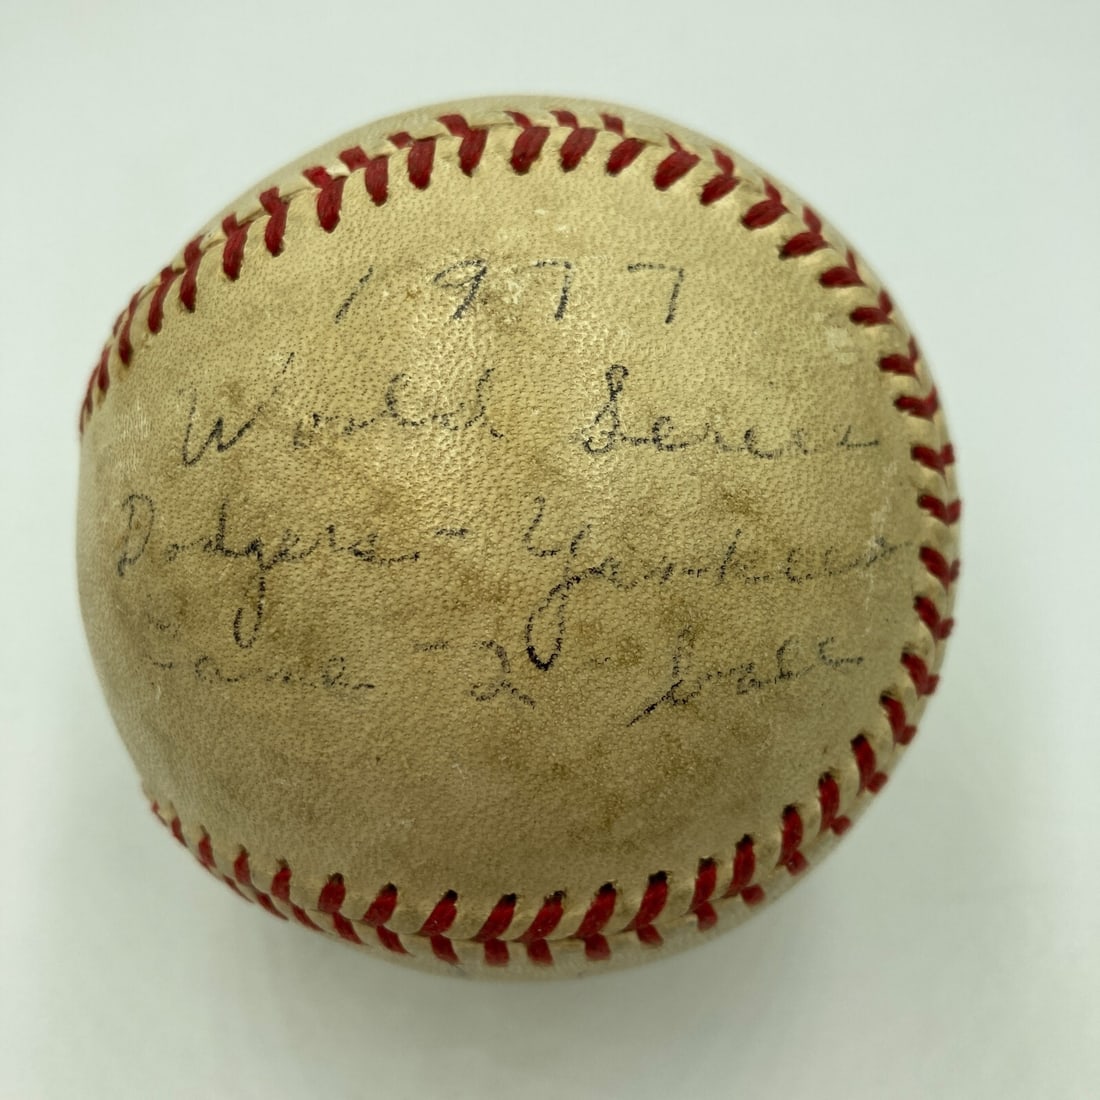 1977
World Series
Dodgers - Yankees
Game - 2 - ball